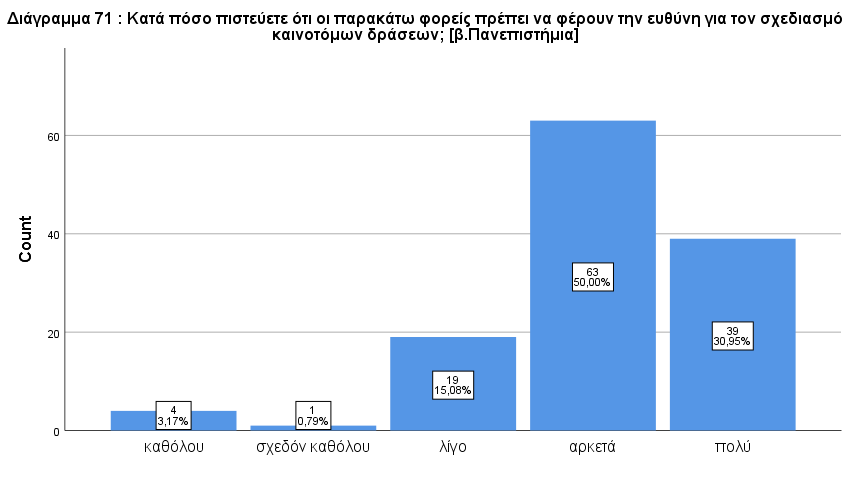 Διάγραμμα 71 : Κατά πόσο πιστεύετε ότι οι παρακάτω φορείς πρέπει να φέρουν την ευθύνη για τον σχεδιασμό
καινοτόμων δράσεων; [β.Πανεπιστήμια]
Count
60
40
20
0
4
3,17%
1
0,79%
19
15,08%
63
50,00%
39
30,95%
καθόλου
σχεδόν καθόλου
λίγο
αρκετά
πολύ